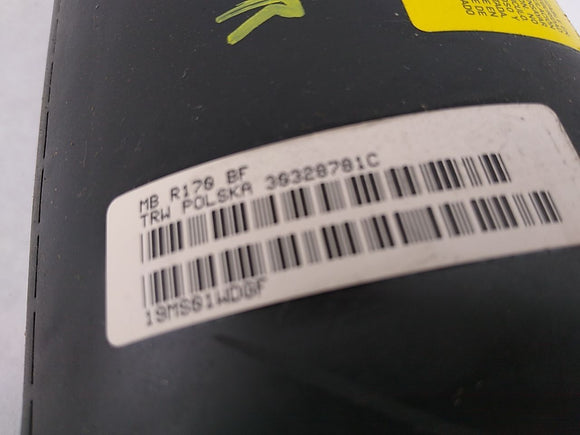 R
MB R170 BF
TRW POLSKA 30328781C
19MS01WDGF